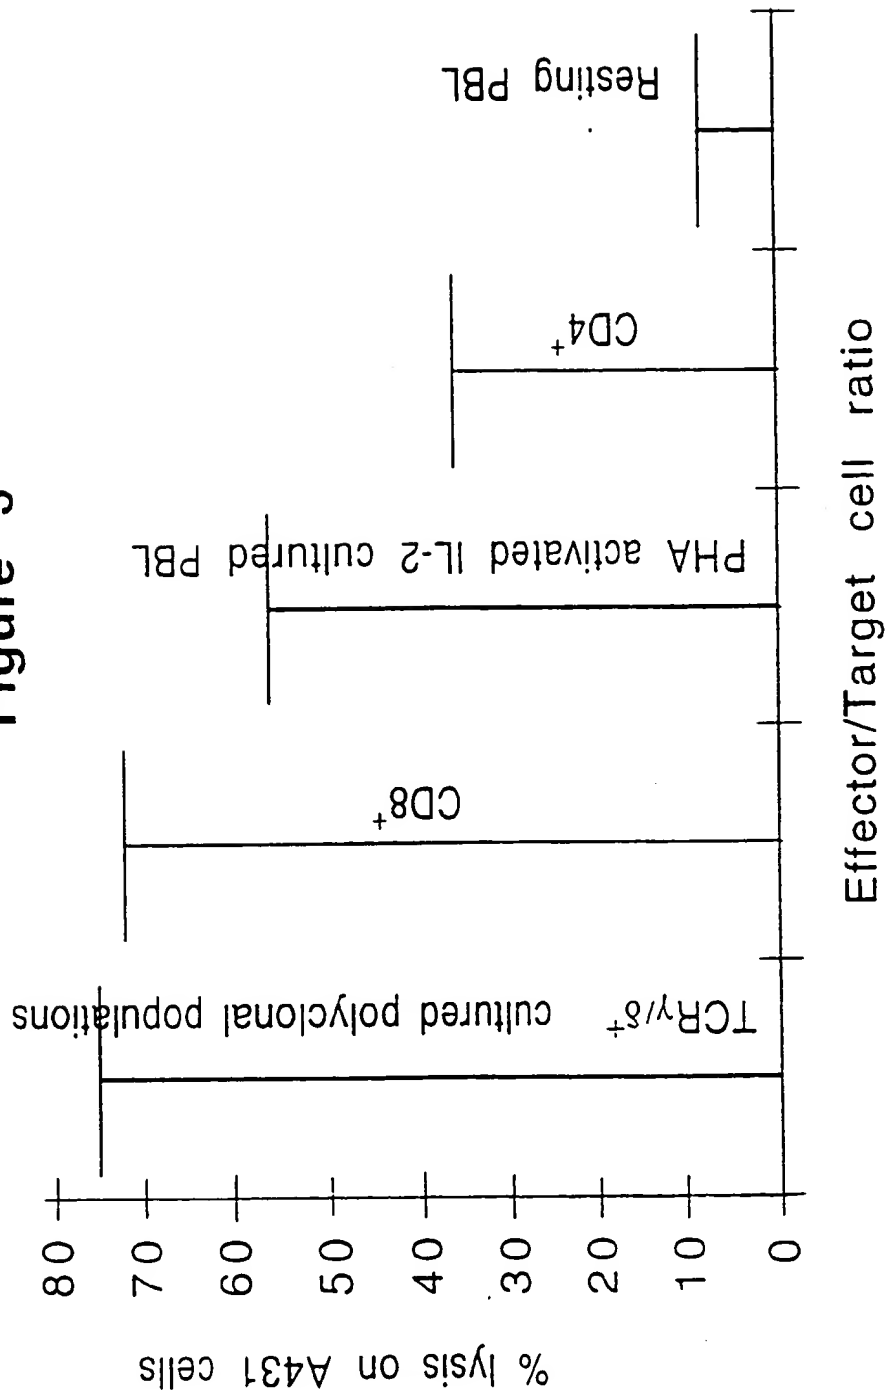 Figure 3
% lysis on A431 cells
80
70
60
50
40
30
20
10
0
TCRγ/δ+ cultured polyclonal populations
CD8+
PHA activated IL-2 cultured PBL
CD4+
Resting PBL
Effector/Target cell ratio